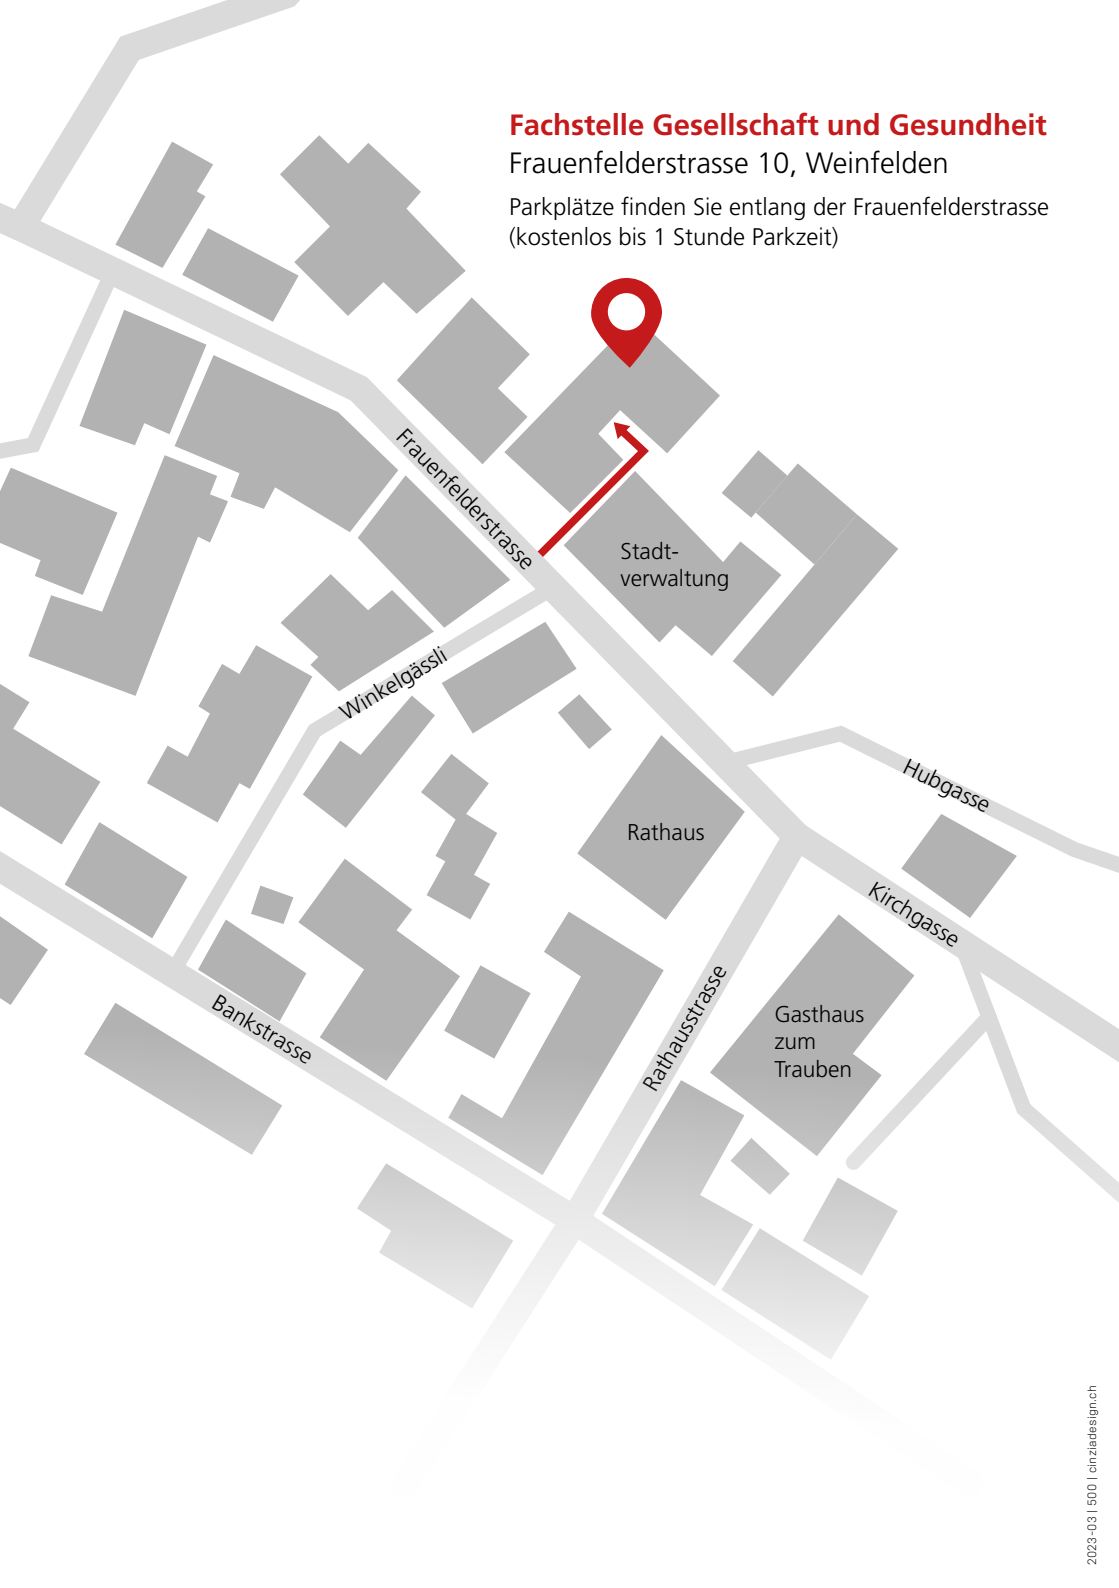 Fachstelle Gesellschaft und Gesundheit
Frauenfelderstrasse 10, Weinfelden
Parkplätze finden Sie entlang der Frauenfelderstrasse
(kostenlos bis 1 Stunde Parkzeit)
Frauenfelderstrasse
Stadt-
verwaltung
Winkelgässli
Hubgasse
Rathaus
Kirchgasse
Rathausstrasse
Gasthaus
zum
Trauben
Bankstrasse
2023-03 | 500 | cinziadesign.ch